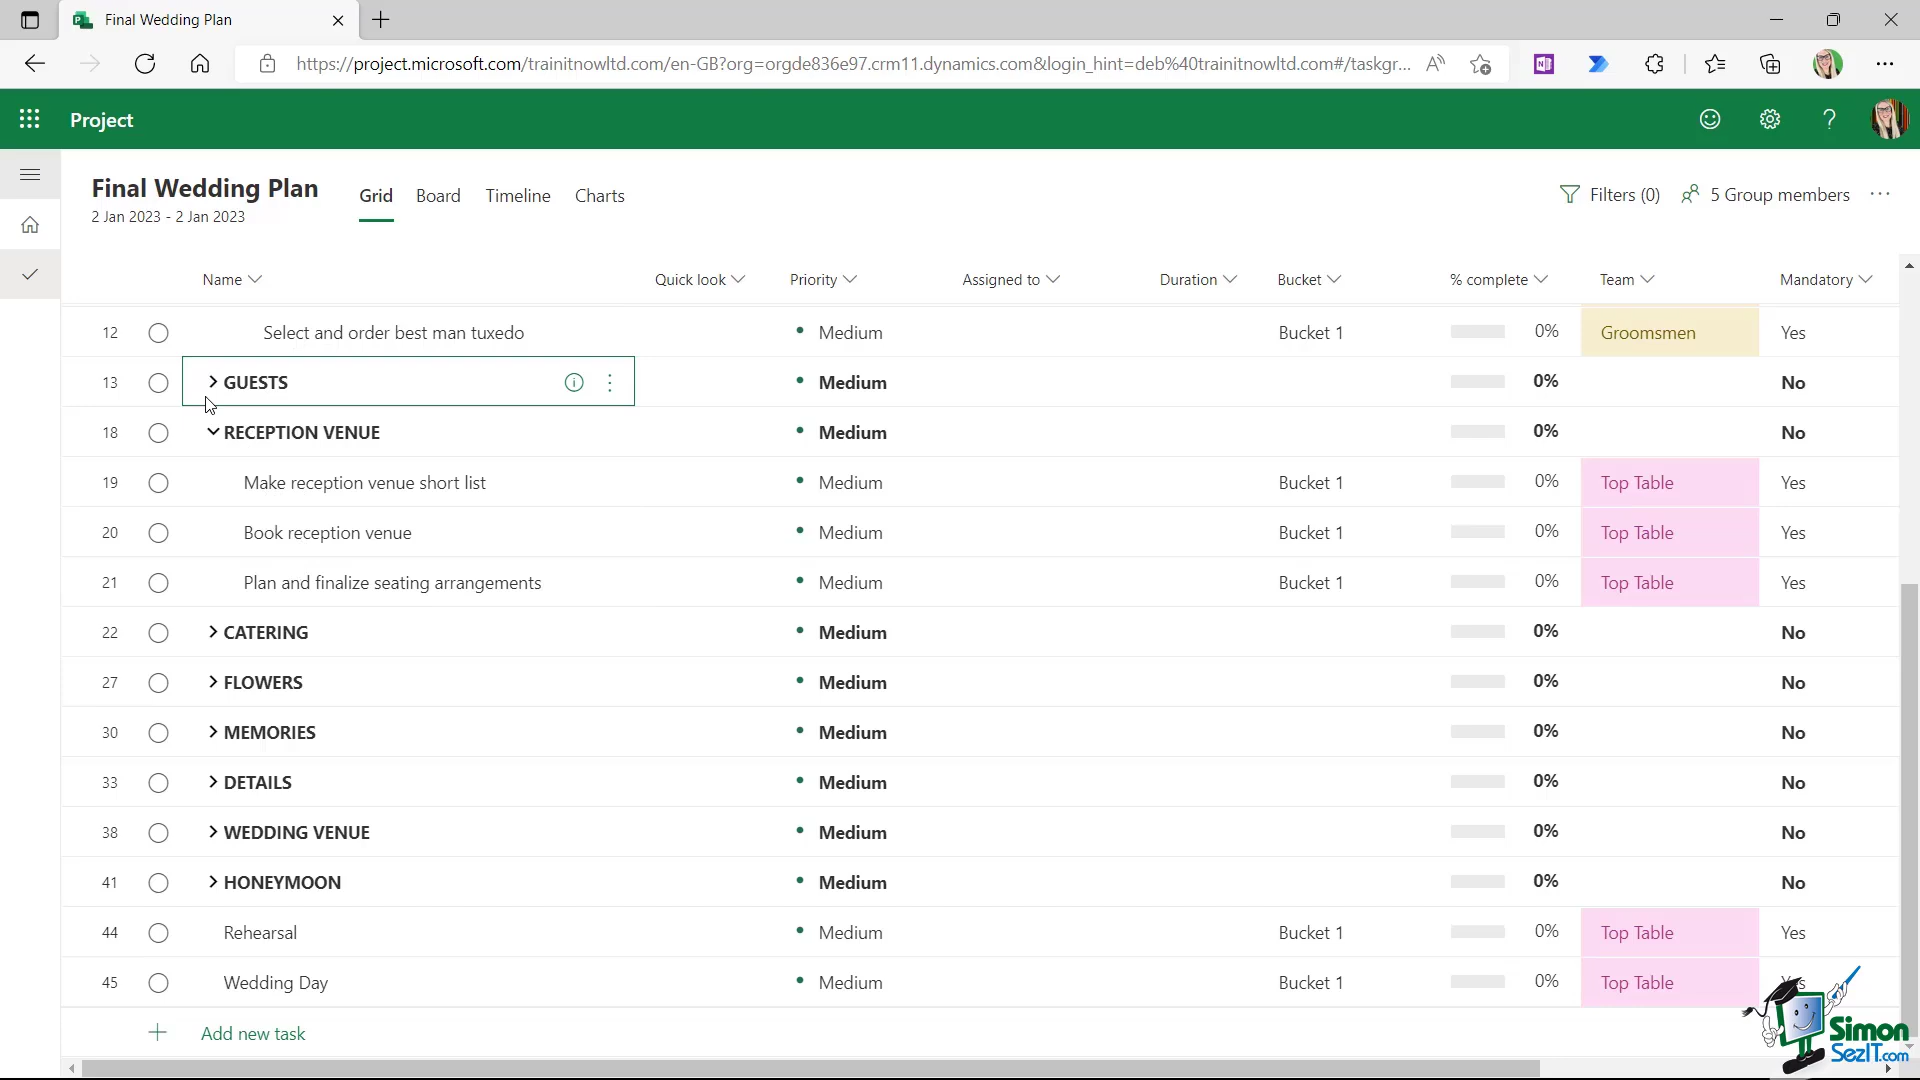 Final Wedding Plan
https://project.microsoft.com/trainitnowltd.com/en-GB?org=orgde836e97.crm11.dynamics.com&login_hint=deb%40trainitnowltd.com#/taskgr...
Project
Final Wedding Plan
2 Jan 2023 - 2 Jan 2023
Grid Board Timeline Charts
Filters (0) 5 Group members
Name Quick look Priority Assigned to Duration Bucket % complete Team Mandatory
12 Select and order best man tuxedo Medium Bucket 1 0% Groomsmen Yes
13 GUESTS Medium 0% No
18 RECEPTION VENUE Medium 0% No
19 Make reception venue short list Medium Bucket 1 0% Top Table Yes
20 Book reception venue Medium Bucket 1 0% Top Table Yes
21 Plan and finalize seating arrangements Medium Bucket 1 0% Top Table Yes
22 CATERING Medium 0% No
27 FLOWERS Medium 0% No
30 MEMORIES Medium 0% No
33 DETAILS Medium 0% No
38 WEDDING VENUE Medium 0% No
41 HONEYMOON Medium 0% No
44 Rehearsal Medium Bucket 1 0% Top Table Yes
45 Wedding Day Medium Bucket 1 0% Top Table Yes
Add new task
Simon
SezIT.com